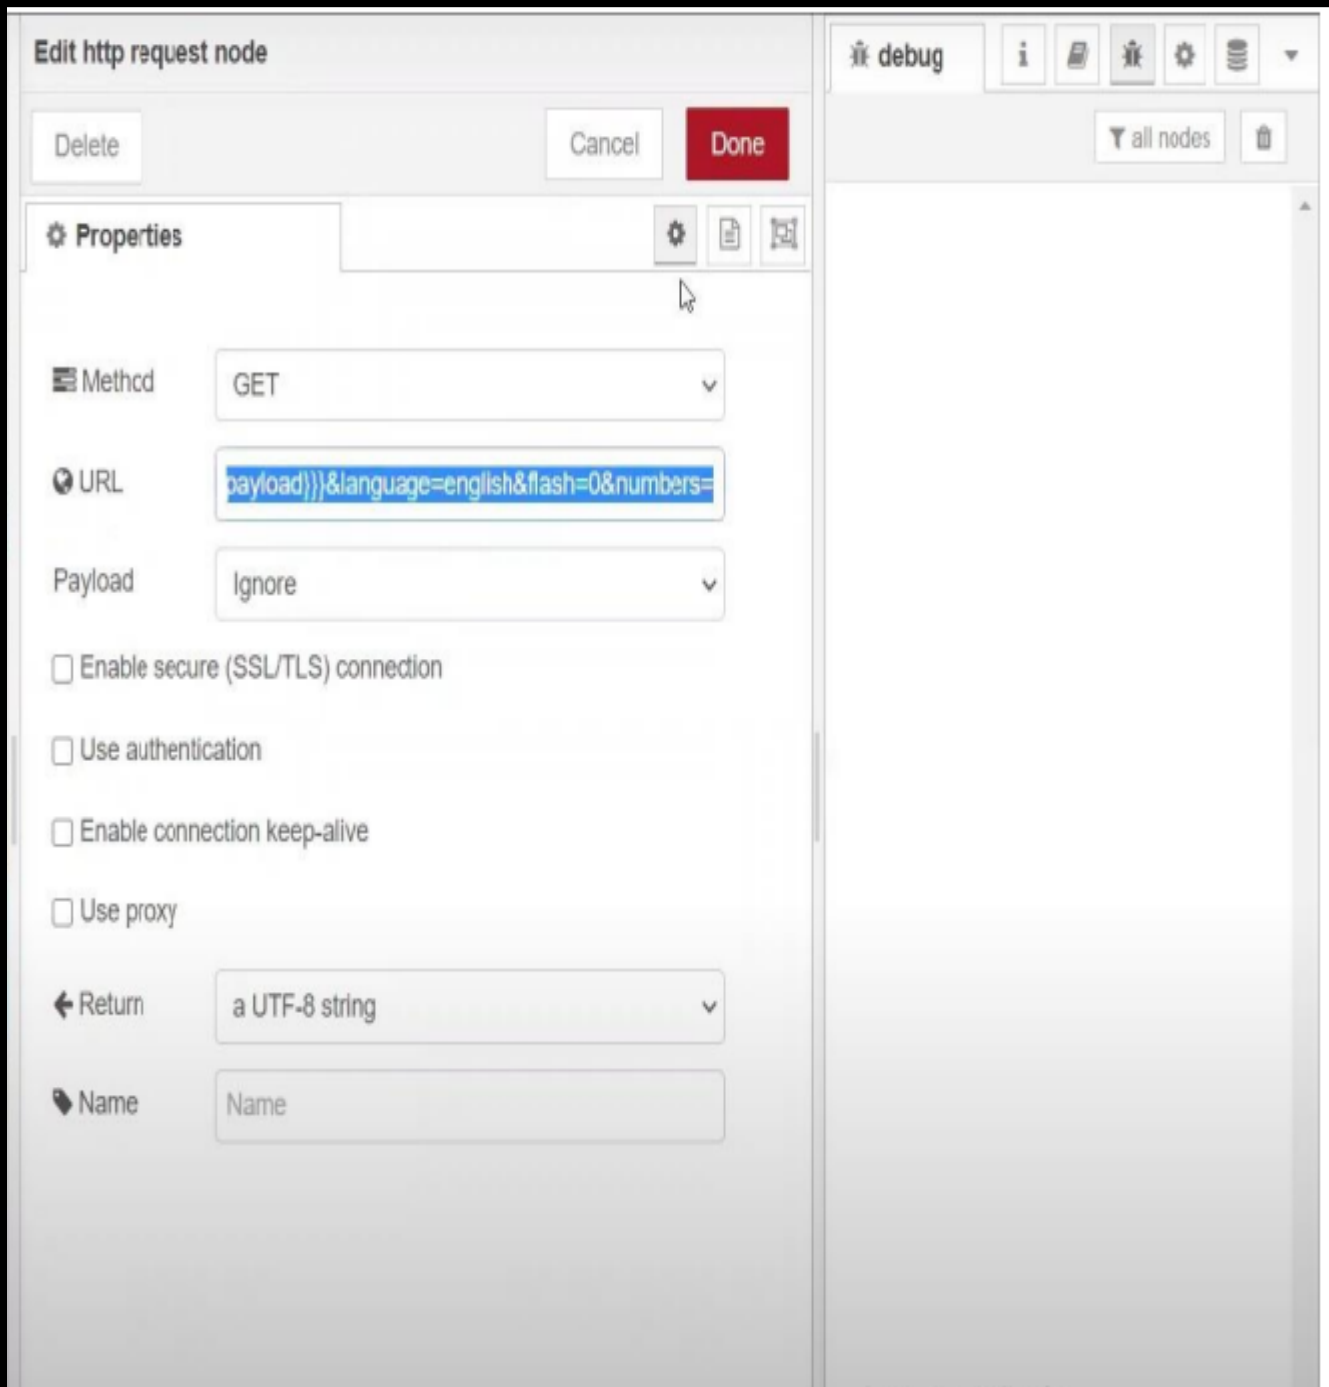 Edit http request node
debug
Delete
Cancel
Done
all nodes
Properties
Method
GET
URL
payload}}}&language=english&flash=0&numbers=
Payload
Ignore
Enable secure (SSL/TLS) connection
Use authentication
Enable connection keep-alive
Use proxy
Return
a UTF-8 string
Name
Name